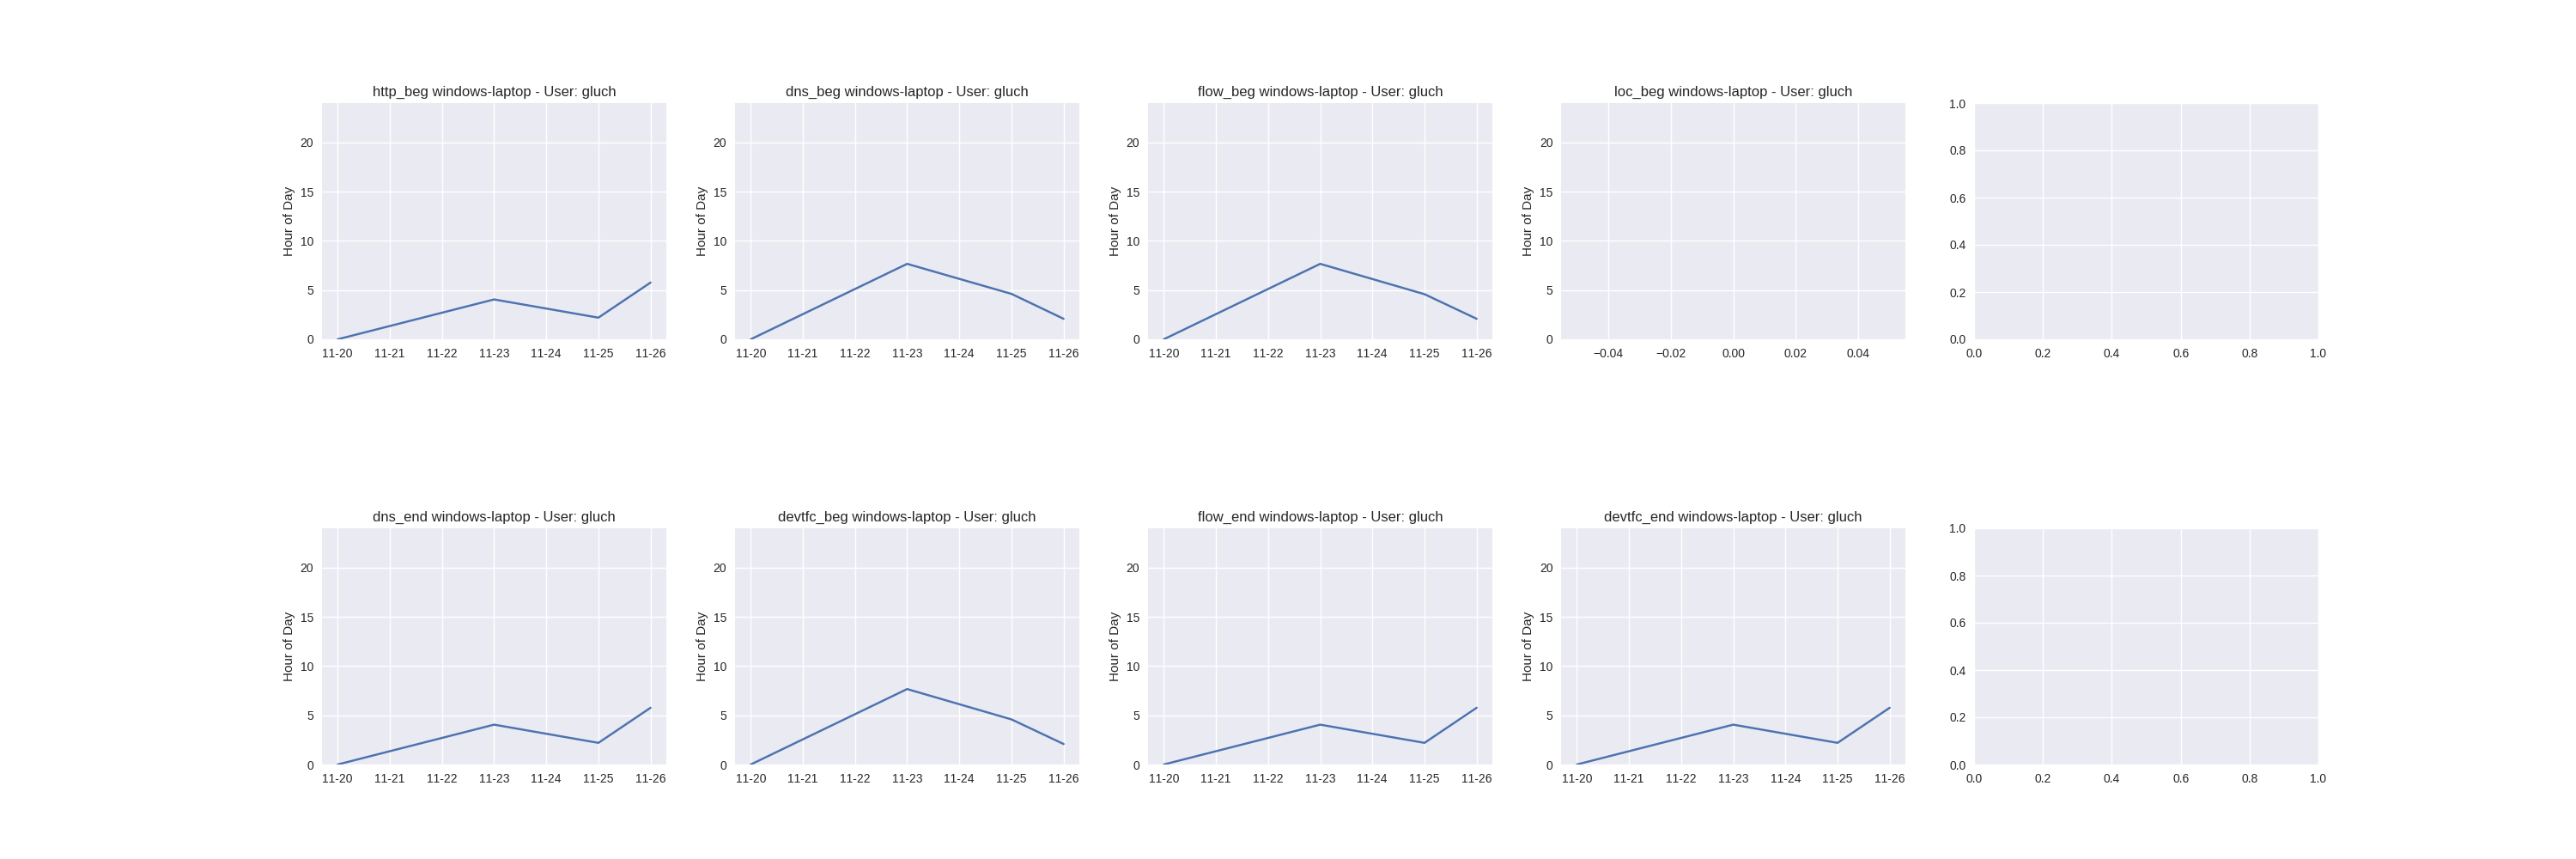 http_beg windows-laptop - User: gluch
Hour of Day
20
15
10
5
0
11-20 11-21 11-22 11-23 11-24 11-25 11-26
dns_beg windows-laptop - User: gluch
Hour of Day
20
15
10
5
0
11-20 11-21 11-22 11-23 11-24 11-25 11-26
flow_beg windows-laptop - User: gluch
Hour of Day
20
15
10
5
0
11-20 11-21 11-22 11-23 11-24 11-25 11-26
loc_beg windows-laptop - User: gluch
Hour of Day
20
15
10
5
0
−0.04 −0.02 0.00 0.02 0.04
1.0
0.8
0.6
0.4
0.2
0.0
0.0 0.2 0.4 0.6 0.8 1.0
dns_end windows-laptop - User: gluch
Hour of Day
20
15
10
5
0
11-20 11-21 11-22 11-23 11-24 11-25 11-26
devtfc_beg windows-laptop - User: gluch
Hour of Day
20
15
10
5
0
11-20 11-21 11-22 11-23 11-24 11-25 11-26
flow_end windows-laptop - User: gluch
Hour of Day
20
15
10
5
0
11-20 11-21 11-22 11-23 11-24 11-25 11-26
devtfc_end windows-laptop - User: gluch
Hour of Day
20
15
10
5
0
11-20 11-21 11-22 11-23 11-24 11-25 11-26
1.0
0.8
0.6
0.4
0.2
0.0
0.0 0.2 0.4 0.6 0.8 1.0